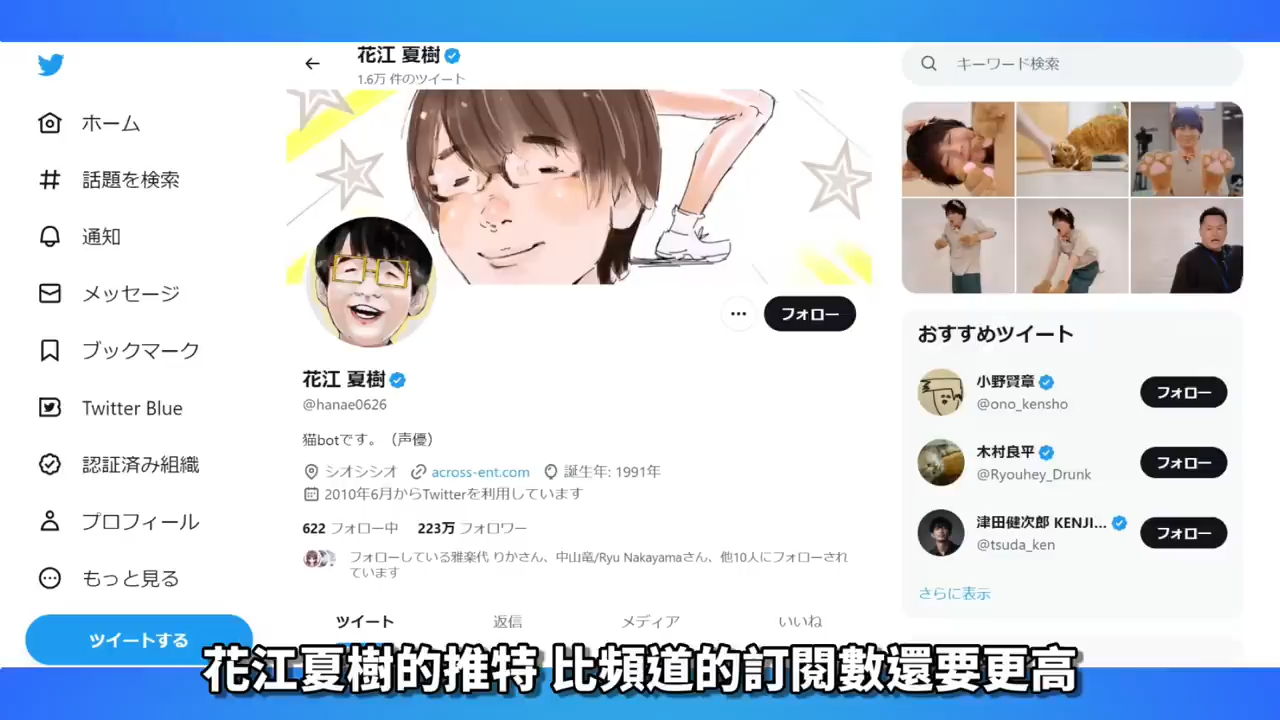 ホーム
話題を検索
通知
メッセージ
ブックマーク
Twitter Blue
認証済み組織
プロフィール
もっと見る
ツイートする
花江 夏樹
1.6万 件のツイート
フォロー
花江 夏樹
@hanae0626
猫botです。（声優）
シオシシオ across-ent.com 誕生年: 1991年
2010年6月からTwitterを利用しています
622 フォロー中 223万 フォロワー
フォローしている雅楽代 りかさん、中山竜/Ryu Nakayamaさん、他10人にフォローされ
ています
ツイート 返信 メディア いいね
キーワード検索
おすすめツイート
小野賢章
@ono_kensho
フォロー
木村良平
@Ryouhey_Drunk
フォロー
津田健次郎 KENJI...
@tsuda_ken
フォロー
さらに表示
花江夏樹的推特 比頻道的訂閱數還要更高